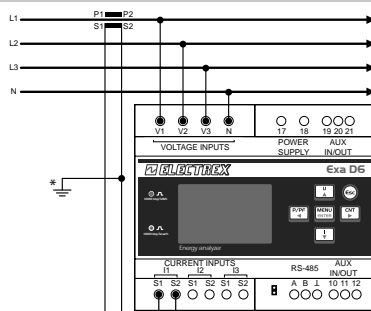 L1 P1 P2
S1 S2
L2
L3
N
V1 V2 V3 N 17 18 19 20 21
VOLTAGE INPUTS POWER SUPPLY AUX IN/OUT
ELECTREX Exa D6
* U Esc
P/PF MENU ENTER CNT
I
Energy analyzer
CURRENT INPUTS RS-485 AUX IN/OUT
I1 I2 I3
S1 S2 S1 S2 S1 S2 A B ⊥ 10 11 12